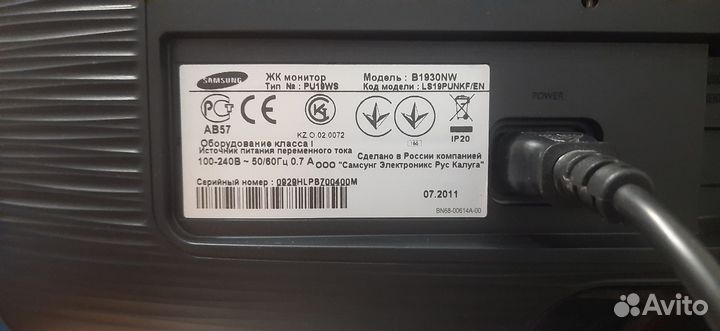 SAMSUNG
ЖК монитор
Модель : B1930NW
Тип № : PU19WS
Код модели : LS19PUNKF/EN
АВ57
KZ.O.02.0072
IP20
Оборудование класса I
Источник питания переменного тока
100-240В ~ 50/60Гц 0.7 А
Сделано в России компанией
ООО "Самсунг Электроникс Рус Калуга"
Серийный номер : 0929HLPB700400M
07.2011
BN68-00614A-00
POWER
Avito